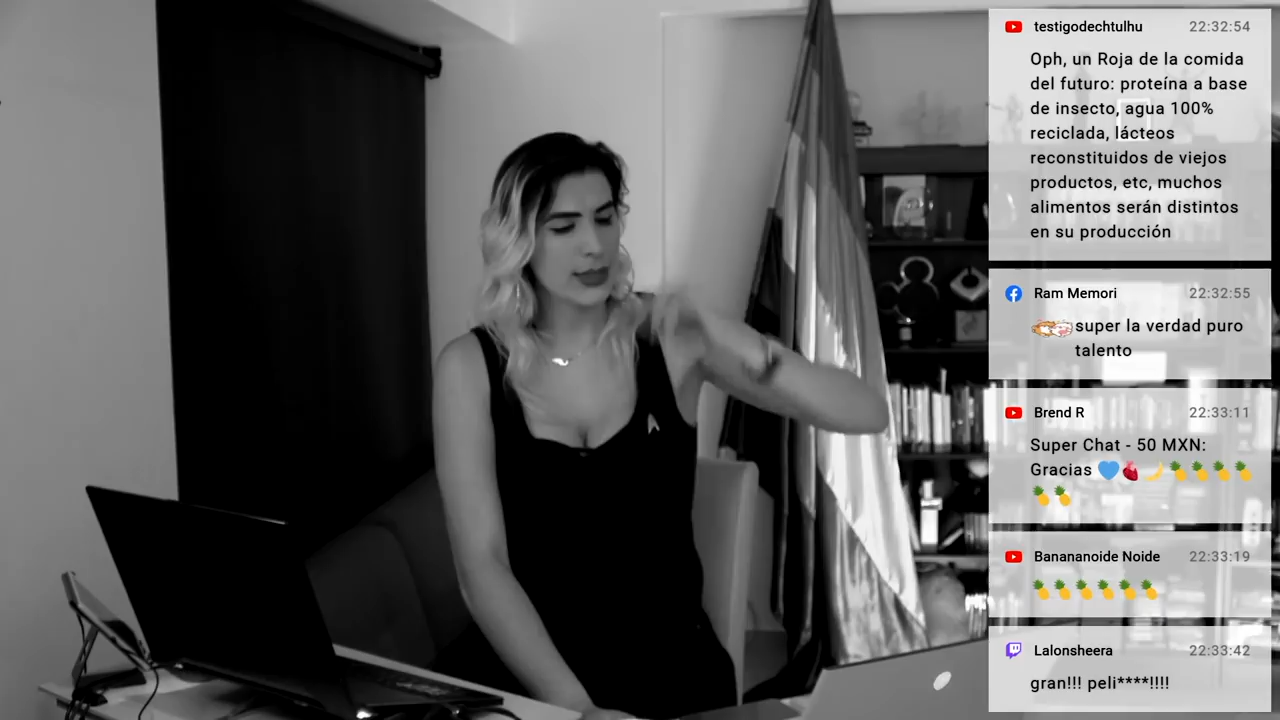 testigodechtulhu 22:32:54
Oph, un Roja de la comida
del futuro: proteína a base
de insecto, agua 100%
reciclada, lácteos
reconstituidos de viejos
productos, etc, muchos
alimentos serán distintos
en su producción
Ram Memori 22:32:55
super la verdad puro
talento
Brend R 22:33:11
Super Chat - 50 MXN:
Gracias 💙🫀🌙🍍🍍🍍🍍
🍍🍍
Banananoide Noide 22:33:19
🍍🍍🍍🍍🍍🍍
Lalonsheera 22:33:42
gran!!! peli****!!!!